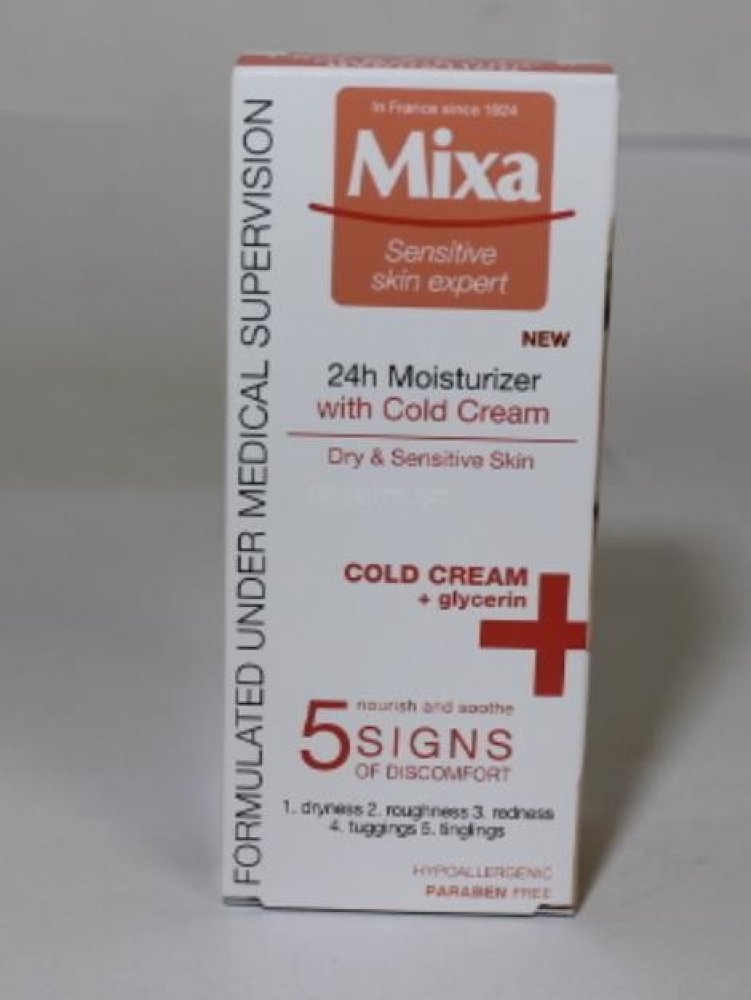 FORMULATED UNDER MEDICAL SUPERVISION
In France since 1924
Mixa
Sensitive
skin expert
NEW
24h Moisturizer
with Cold Cream
Dry & Sensitive Skin
COLD CREAM
+ glycerin
nourish and soothe
5 SIGNS
OF DISCOMFORT
1. dryness 2. roughness 3. redness
4. tuggings 5. tinglings
HYPOALLERGENIC
PARABEN FREE